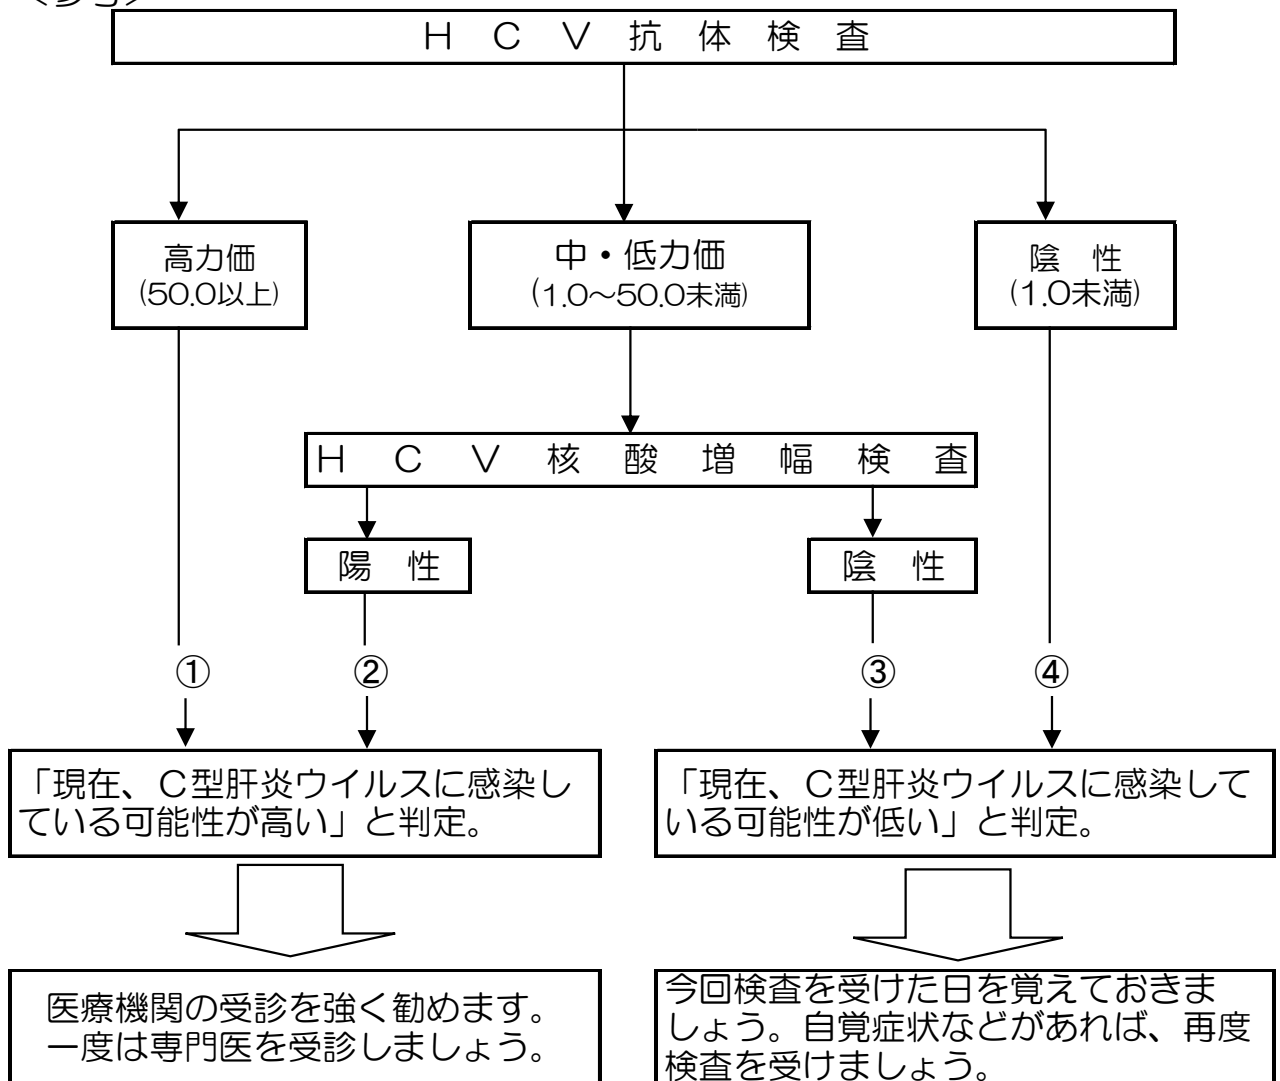 HCV抗体検査
高力価
(50.0以上)
中・低力価
(1.0～50.0未満)
陰 性
(1.0未満)
HCV核酸増幅検査
陽 性
陰 性
① ② ③ ④
「現在、C型肝炎ウイルスに感染し
ている可能性が高い」と判定。
「現在、C型肝炎ウイルスに感染して
いる可能性が低い」と判定。
医療機関の受診を強く勧めます。
一度は専門医を受診しましょう。
今回検査を受けた日を覚えておきま
しょう。自覚症状などがあれば、再度
検査を受けましょう。